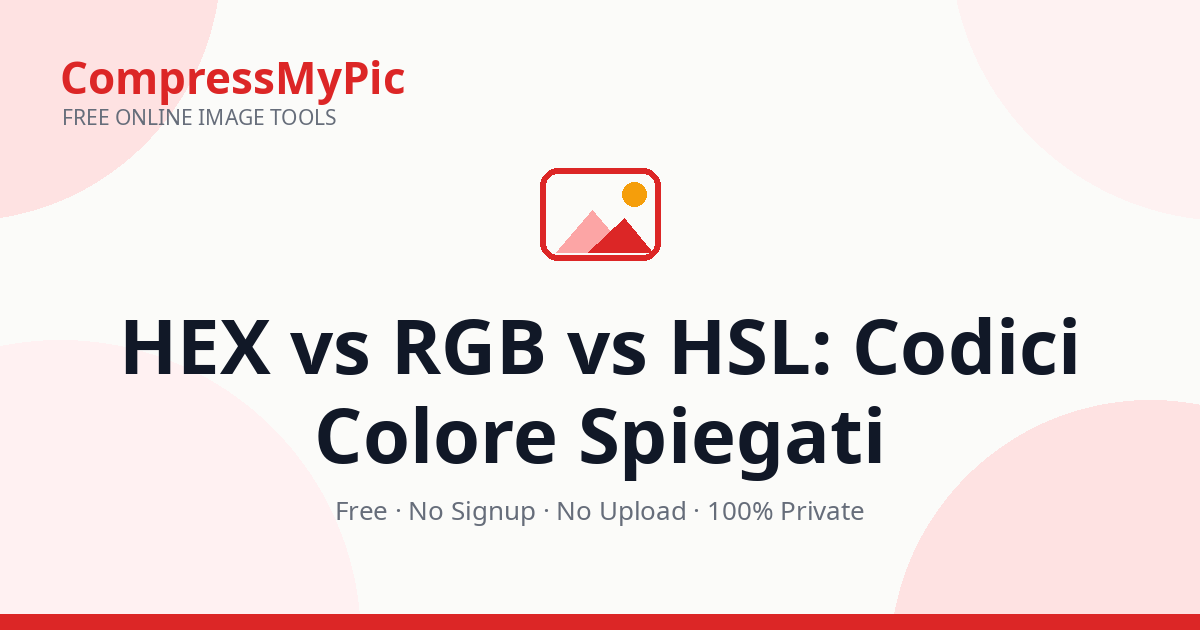 CompressMyPic
FREE ONLINE IMAGE TOOLS
HEX vs RGB vs HSL: Codici
Colore Spiegati
Free · No Signup · No Upload · 100% Private